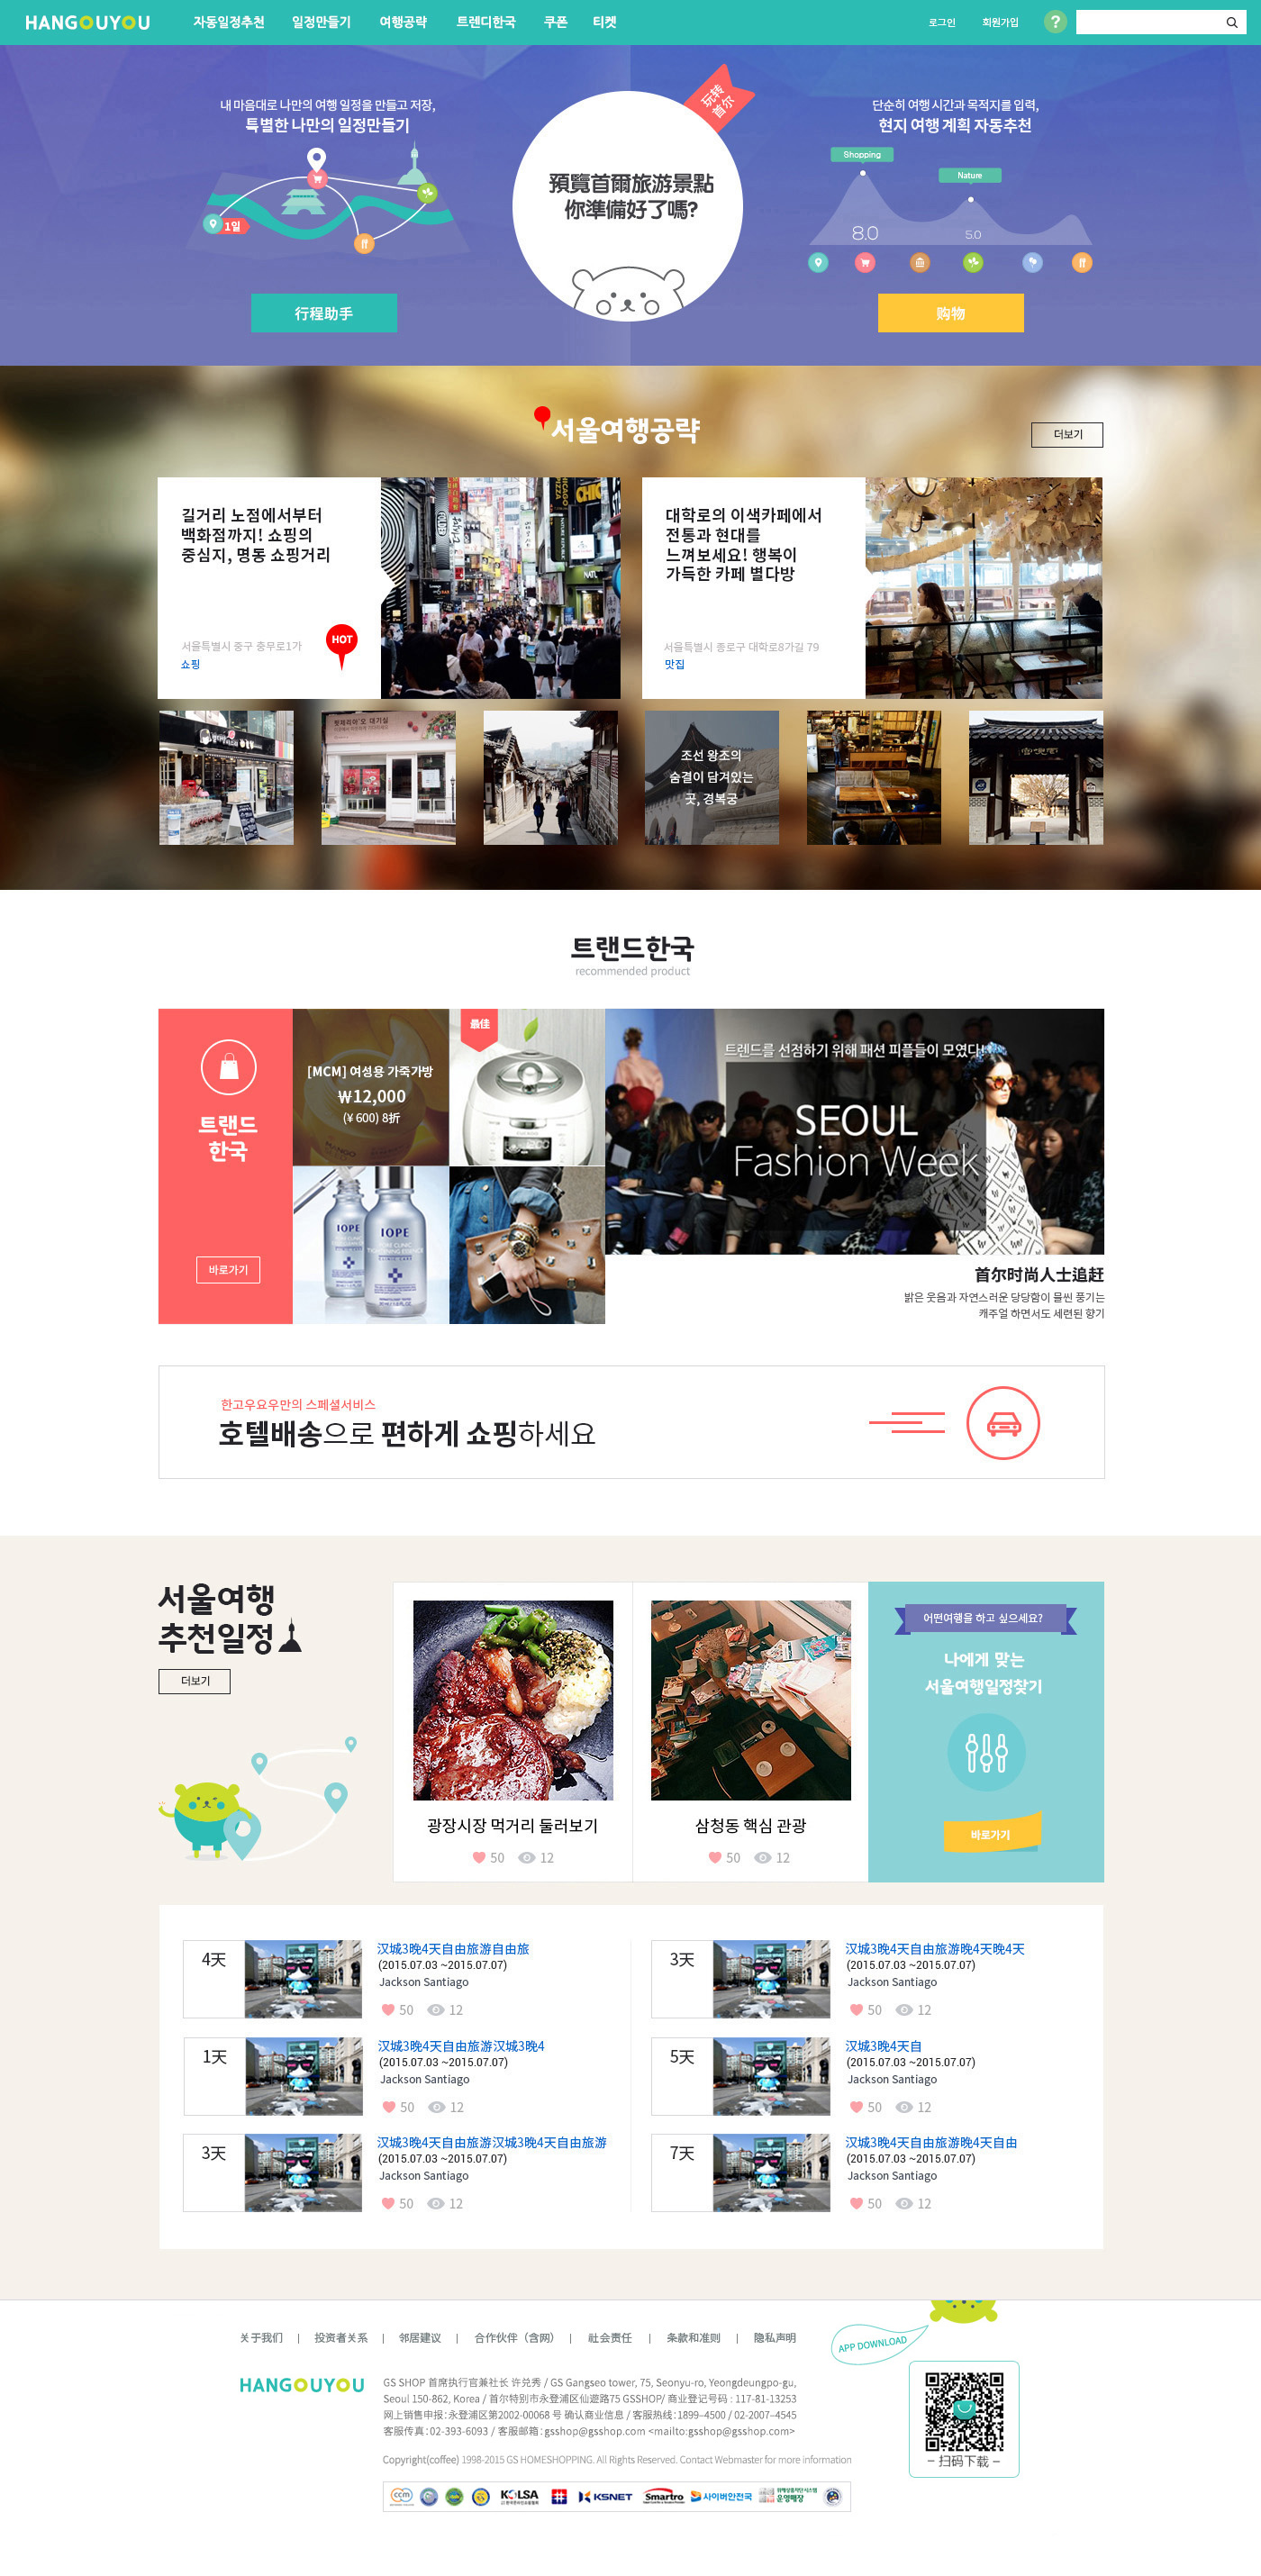 HANGOUYOU 자동일정추천 일정만들기 여행공략 트렌디한국 쿠폰 티켓 로그인 회원가입 ?
내 마음대로 나만의 여행 일정을 만들고 저장,
특별한 나만의 일정만들기
1일
行程助手
玩转
首尔
預覽首爾旅游景點
你準備好了嗎?
단순히 여행 시간과 목적지를 입력,
현지 여행 계획 자동추천
Shopping
Nature
8.0
5.0
购物
서울여행공략
더보기
길거리 노점에서부터
백화점까지! 쇼핑의
중심지, 명동 쇼핑거리
서울특별시 중구 충무로1가
쇼핑
HOT
대학로의 이색카페에서
전통과 현대를
느껴보세요! 행복이
가득한 카페 별다방
서울특별시 종로구 대학로8가길 79
맛집
조선 왕조의
숨결이 담겨있는
곳, 경복궁
트랜드한국
recommended product
트랜드
한국
바로가기
[MCM] 여성용 가죽가방
₩12,000
(¥ 600) 8折
最佳
IOPE
IOPE
트렌드를 선점하기 위해 패션 피플들이 모였다!
SEOUL
Fashion Week
首尔时尚人士追赶
밝은 웃음과 자연스러운 당당함이 물씬 풍기는
캐주얼 하면서도 세련된 향기
한고우요우만의 스페셜서비스
호텔배송으로 편하게 쇼핑하세요
서울여행
추천일정
더보기
광장시장 먹거리 둘러보기
50 12
삼청동 핵심 관광
50 12
어떤여행을 하고 싶으세요?
나에게 맞는
서울여행일정찾기
바로가기
4天
汉城3晚4天自由旅游自由旅
(2015.07.03 ~2015.07.07)
Jackson Santiago
50 12
3天
汉城3晚4天自由旅游晚4天晚4天
(2015.07.03 ~2015.07.07)
Jackson Santiago
50 12
1天
汉城3晚4天自由旅游汉城3晚4
(2015.07.03 ~2015.07.07)
Jackson Santiago
50 12
5天
汉城3晚4天自
(2015.07.03 ~2015.07.07)
Jackson Santiago
50 12
3天
汉城3晚4天自由旅游汉城3晚4天自由旅游
(2015.07.03 ~2015.07.07)
Jackson Santiago
50 12
7天
汉城3晚4天自由旅游晚4天自由
(2015.07.03 ~2015.07.07)
Jackson Santiago
50 12
关于我们 | 投资者关系 | 邻居建议 | 合作伙伴（含网） | 社会责任 | 条款和准则 | 隐私声明
APP DOWNLOAD
HANGOUYOU
GS SHOP 首席执行官兼社长 许兑秀 / GS Gangseo tower, 75, Seonyu-ro, Yeongdeungpo-gu,
Seoul 150-862, Korea / 首尔特别市永登浦区仙遊路75 GSSHOP/ 商业登记号码 : 117-81-13253
网上销售申报:永登浦区第2002-00068 号 确认商业信息 / 客服热线:1899-4500 / 02-2007-4545
客服传真:02-393-6093 / 客服邮箱:gsshop@gsshop.com <mailto:gsshop@gsshop.com>
Copyright(coffee) 1998-2015 GS HOMESHOPPING. All Rights Reserved. Contact Webmaster for more information
– 扫码下载 –
ccm KOLSA KSNET Smartro 사이버안전국 운영매장